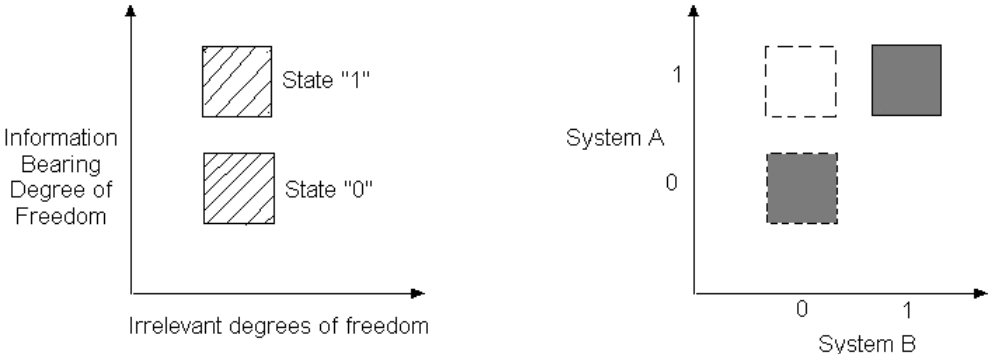 State "1"
Information
Bearing
Degree of
Freedom
State "0"
Irrelevant degrees of freedom
1
System A
0
0
1
System B